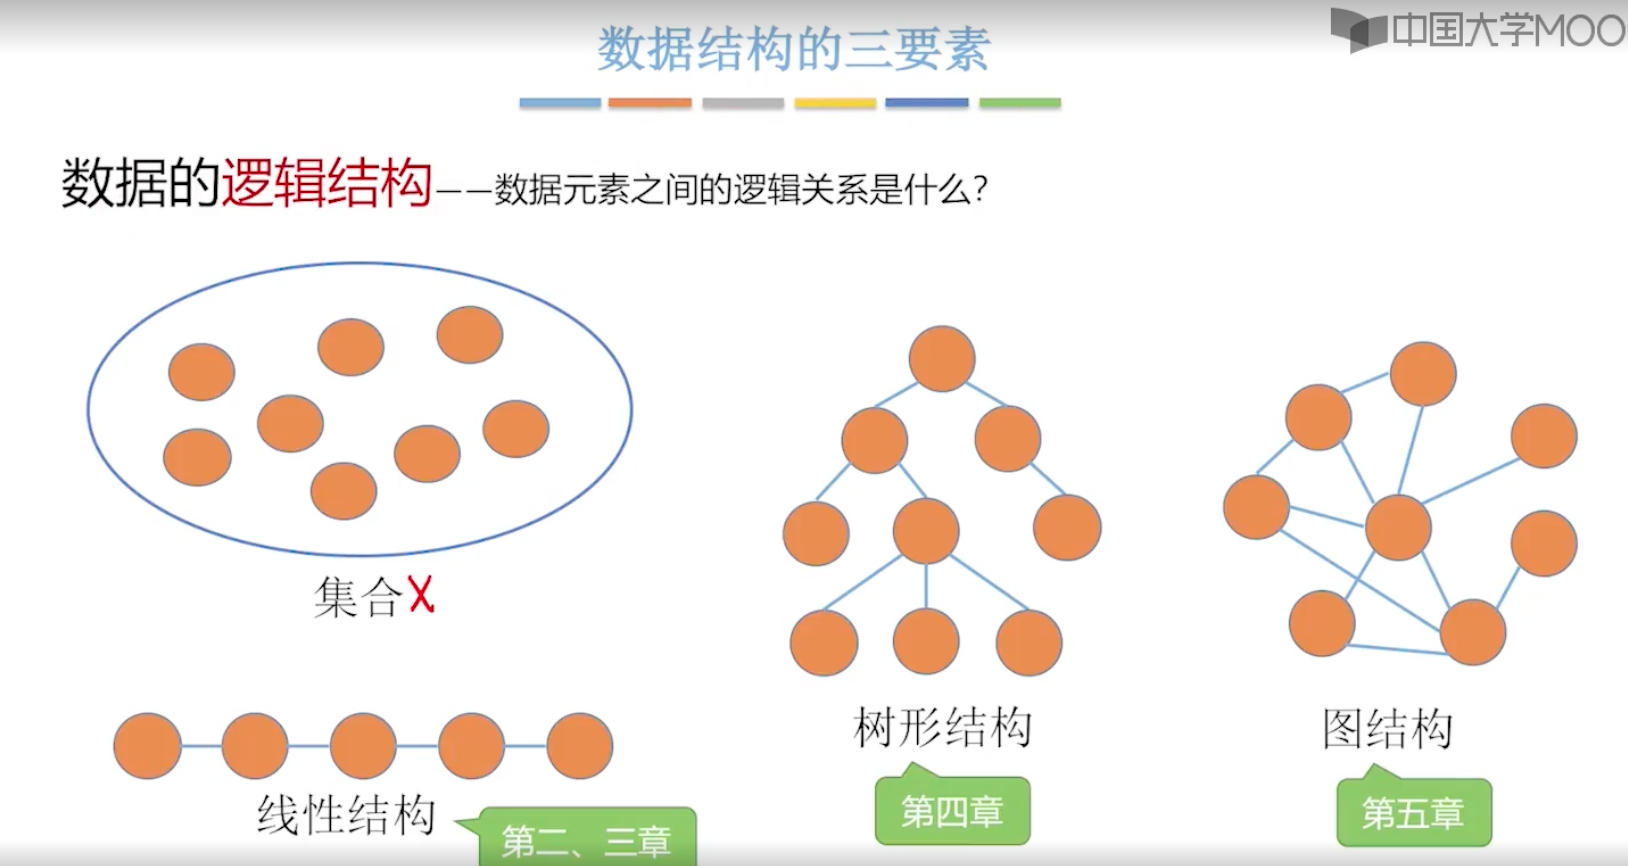 中国大学MOO
数据结构的三要素
数据的逻辑结构——数据元素之间的逻辑关系是什么？
集合X
线性结构
第二、三章
树形结构
第四章
图结构
第五章